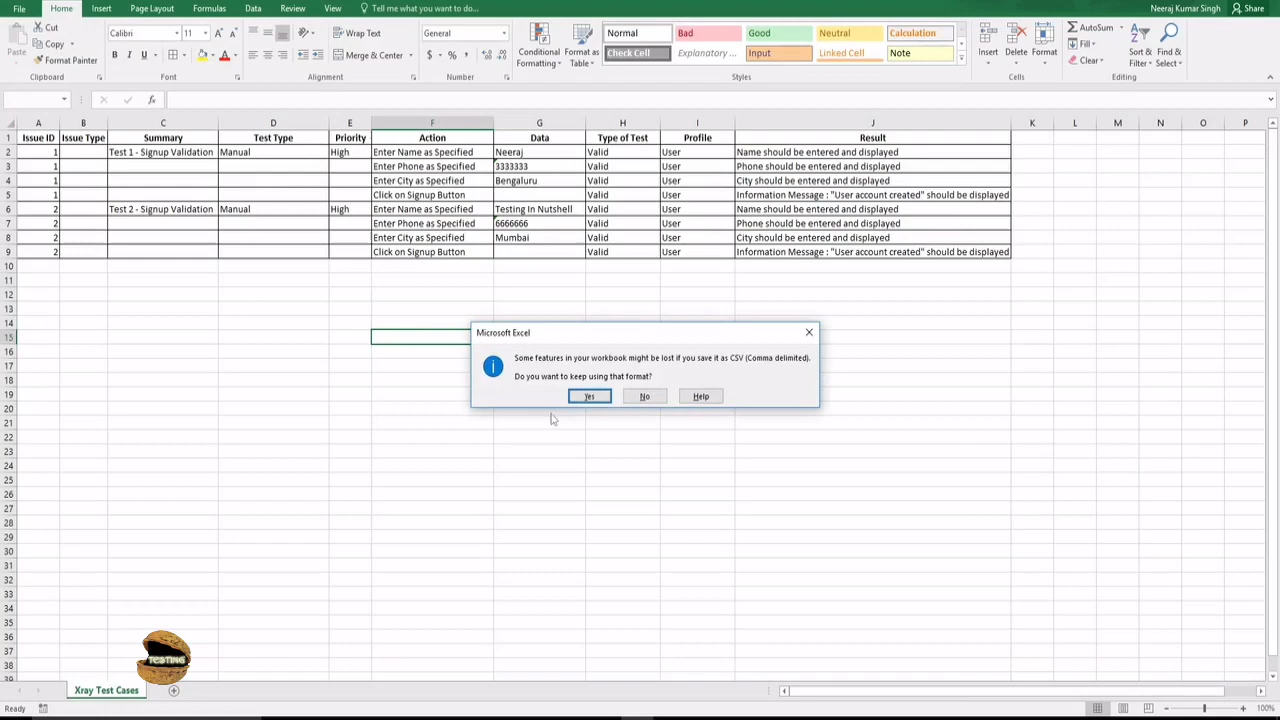 File Home Insert Page Layout Formulas Data Review View Tell me what you want to do... Neeraj Kumar Singh Share
Paste Cut Copy Format Painter
Calibri 11 A A
B I U A
Wrap Text
Merge & Center
General
$ % ,
Conditional Formatting Format as Table
Normal Bad Good Neutral Calculation
Check Cell Explanatory ... Input Linked Cell Note
Insert Delete Format
AutoSum
Fill
Clear
Sort & Filter Find & Select
Clipboard Font Alignment Number Styles Cells Editing
fx
A B C D E F G H I J K L M N O P
1 Issue ID Issue Type Summary Test Type Priority Action Data Type of Test Profile Result
2 1 Test 1 - Signup Validation Manual High Enter Name as Specified Neeraj Valid User Name should be entered and displayed
3 1 Enter Phone as Specified 3333333 Valid User Phone should be entered and displayed
4 1 Enter City as Specified Bengaluru Valid User City should be entered and displayed
5 1 Click on Signup Button Valid User Information Message : "User account created" should be displayed
6 2 Test 2 - Signup Validation Manual High Enter Name as Specified Testing In Nutshell Valid User Name should be entered and displayed
7 2 Enter Phone as Specified 6666666 Valid User Phone should be entered and displayed
8 2 Enter City as Specified Mumbai Valid User City should be entered and displayed
9 2 Click on Signup Button Valid User Information Message : "User account created" should be displayed
10
11
12
13
14
15
16
17
18
19
20
21
22
23
24
25
26
27
28
29
30
31
32
33
34
35
36
37
38
39
Microsoft Excel
Some features in your workbook might be lost if you save it as CSV (Comma delimited).
Do you want to keep using that format?
Yes No Help
TESTING
Xray Test Cases
Ready 100%